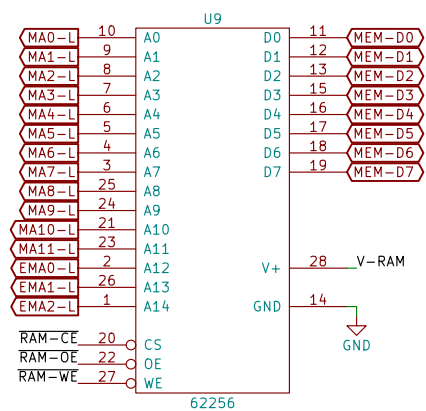 U9
MA0-L 10 A0 D0 11 MEM-D0
MA1-L 9 A1 D1 12 MEM-D1
MA2-L 8 A2 D2 13 MEM-D2
MA3-L 7 A3 D3 15 MEM-D3
MA4-L 6 A4 D4 16 MEM-D4
MA5-L 5 A5 D5 17 MEM-D5
MA6-L 4 A6 D6 18 MEM-D6
MA7-L 3 A7 D7 19 MEM-D7
MA8-L 25 A8
MA9-L 24 A9
MA10-L 21 A10
MA11-L 23 A11
EMA0-L 2 A12 V+ 28 V-RAM
EMA1-L 26 A13
EMA2-L 1 A14 GND 14
RAM-CE 20 CS GND
RAM-OE 22 OE
RAM-WE 27 WE
62256